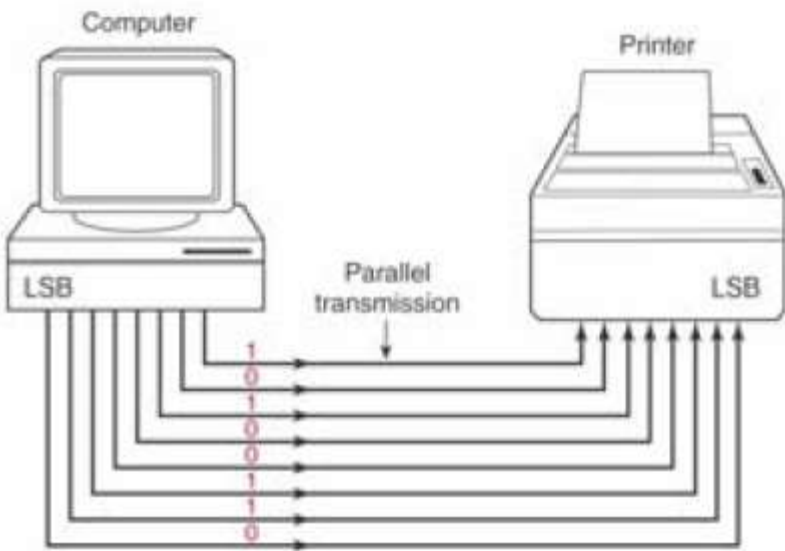 Computer
Printer
LSB
Parallel
transmission
LSB
1
0
1
0
0
1
1
0